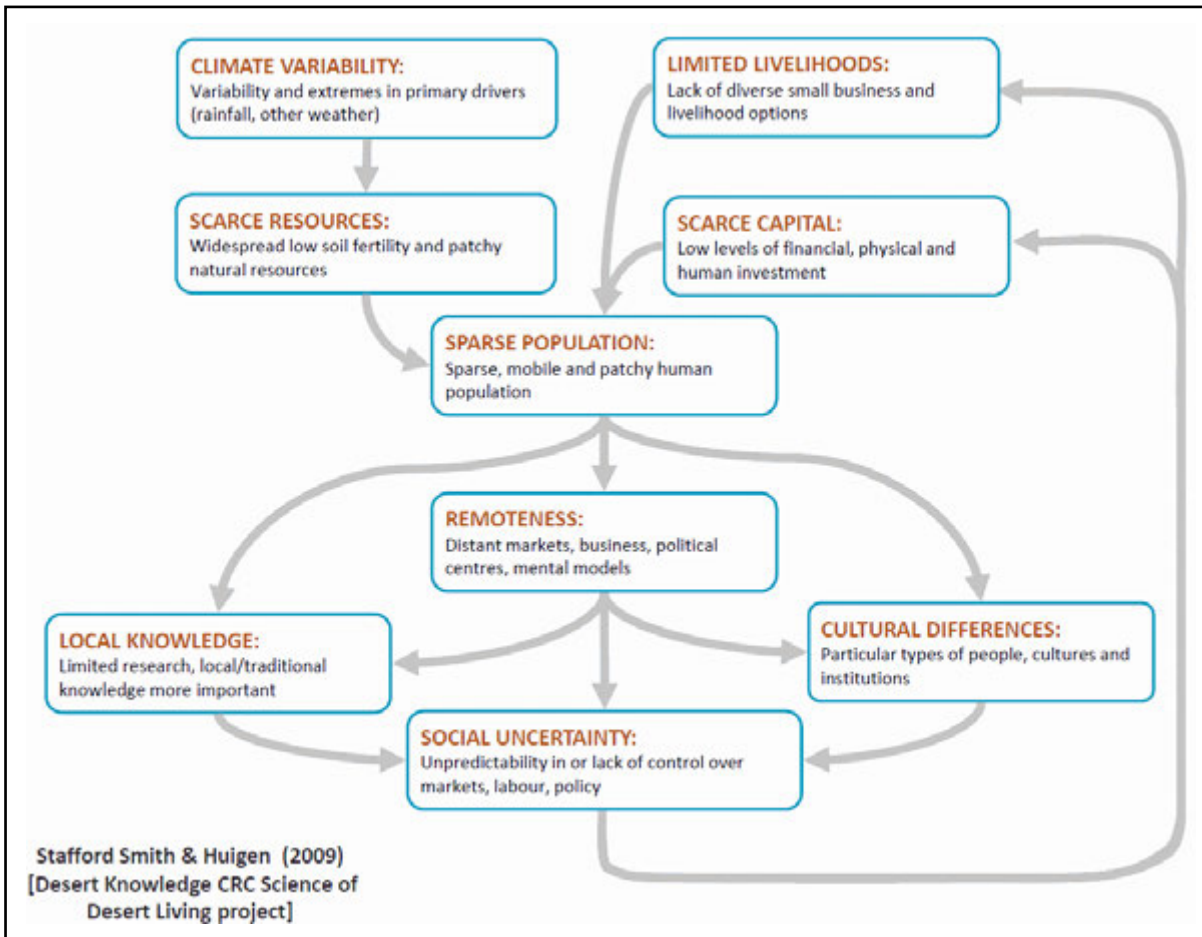 CLIMATE VARIABILITY:
Variability and extremes in primary drivers
(rainfall, other weather)
LIMITED LIVELIHOODS:
Lack of diverse small business and
livelihood options
SCARCE RESOURCES:
Widespread low soil fertility and patchy
natural resources
SCARCE CAPITAL:
Low levels of financial, physical and
human investment
SPARSE POPULATION:
Sparse, mobile and patchy human
population
REMOTENESS:
Distant markets, business, political
centres, mental models
LOCAL KNOWLEDGE:
Limited research, local/traditional
knowledge more important
CULTURAL DIFFERENCES:
Particular types of people, cultures and
institutions
SOCIAL UNCERTAINTY:
Unpredictability in or lack of control over
markets, labour, policy
Stafford Smith & Huigen (2009)
[Desert Knowledge CRC Science of
Desert Living project]